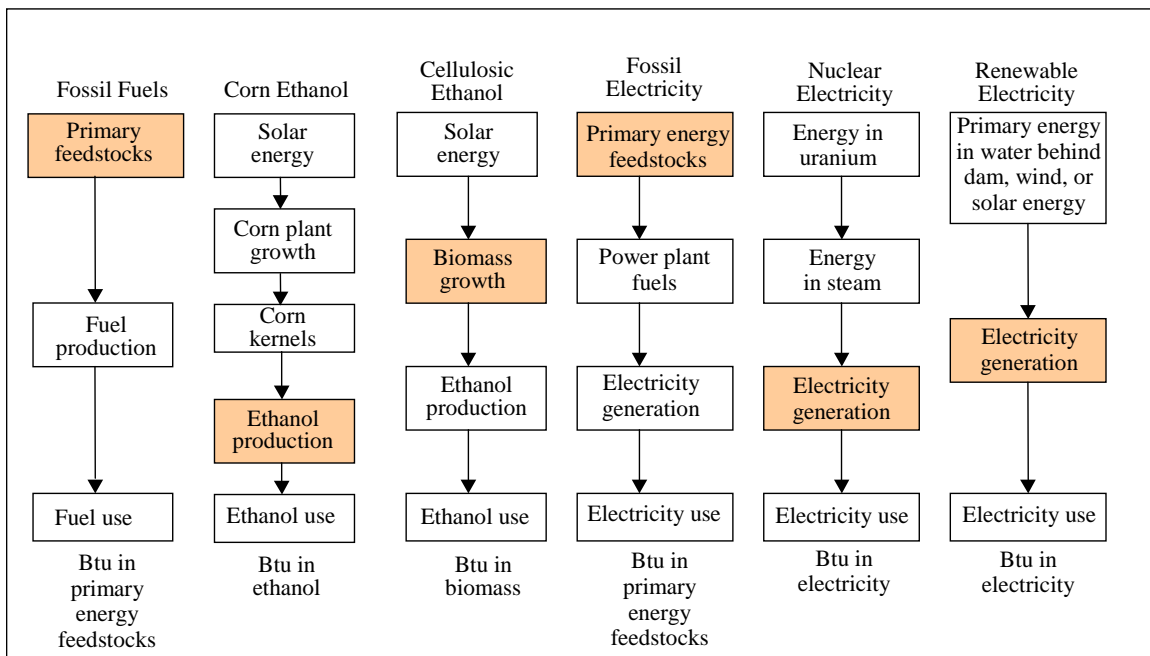 Fossil Fuels
Primary
feedstocks
Fuel
production
Fuel use
Btu in
primary
energy
feedstocks
Corn Ethanol
Solar
energy
Corn plant
growth
Corn
kernels
Ethanol
production
Ethanol use
Btu in
ethanol
Cellulosic
Ethanol
Solar
energy
Biomass
growth
Ethanol
production
Ethanol use
Btu in
biomass
Fossil
Electricity
Primary energy
feedstocks
Power plant
fuels
Electricity
generation
Electricity use
Btu in
primary
energy
feedstocks
Nuclear
Electricity
Energy in
uranium
Energy
in steam
Electricity
generation
Electricity use
Btu in
electricity
Renewable
Electricity
Primary energy
in water behind
dam, wind, or
solar energy
Electricity
generation
Electricity use
Btu in
electricity